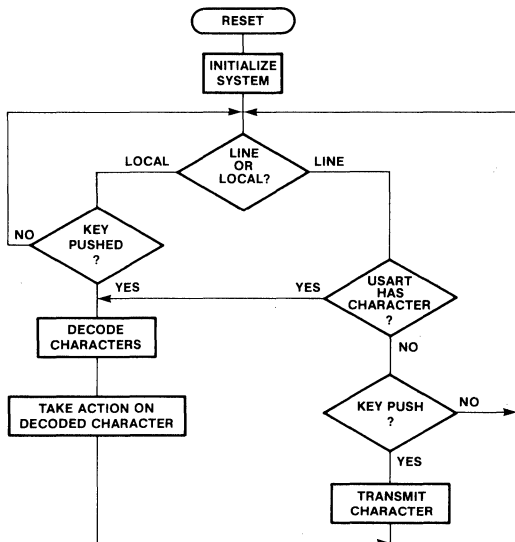 RESET
INITIALIZE
SYSTEM
LOCAL
LINE
OR
LOCAL?
LINE
NO
KEY
PUSHED
?
YES
YES
USART
HAS
CHARACTER
?
DECODE
CHARACTERS
NO
TAKE ACTION ON
DECODED CHARACTER
KEY PUSH
?
NO
YES
TRANSMIT
CHARACTER